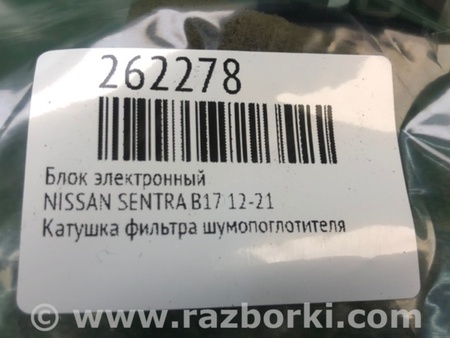 262278
Блок электронный
NISSAN SENTRA B17 12-21
Катушка фильтра шумопоглотителя
© www.razborki.com